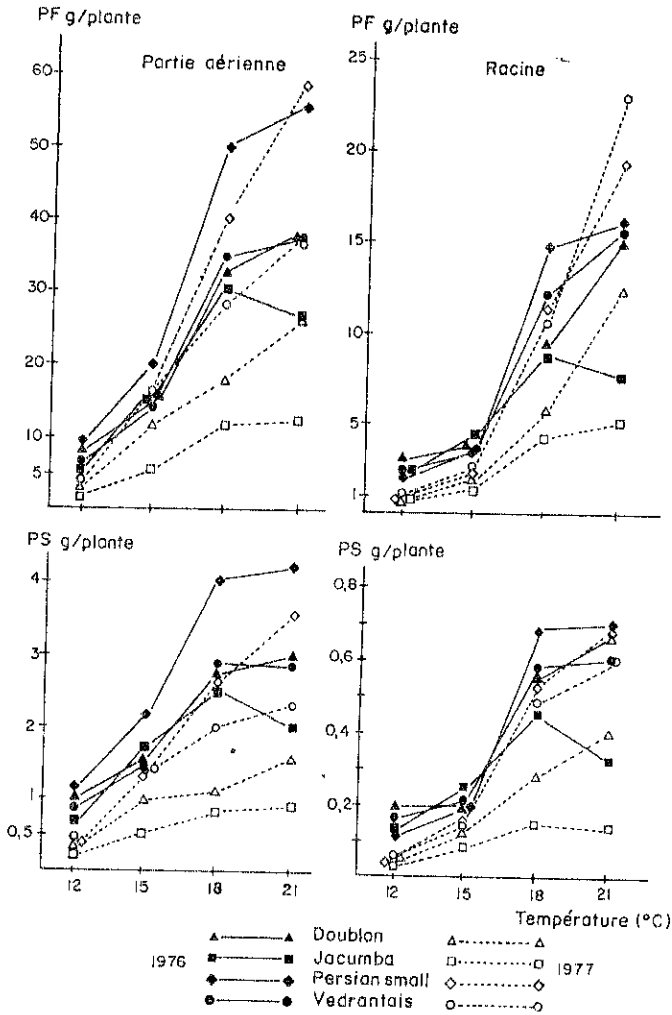 PF g/plante
PF g/plante
Partie aérienne
Racine
60
50
40
30
20
10
5
25
20
15
10
5
1
PS g/plante
PS g/plante
4
3
2
1
0,5
0,8
0,6
0,4
0,2
12 15 18 21
12 15 18 21
Température (°C)
1976
Doublon
Jacumba
Persian small
Vedrantais
1977